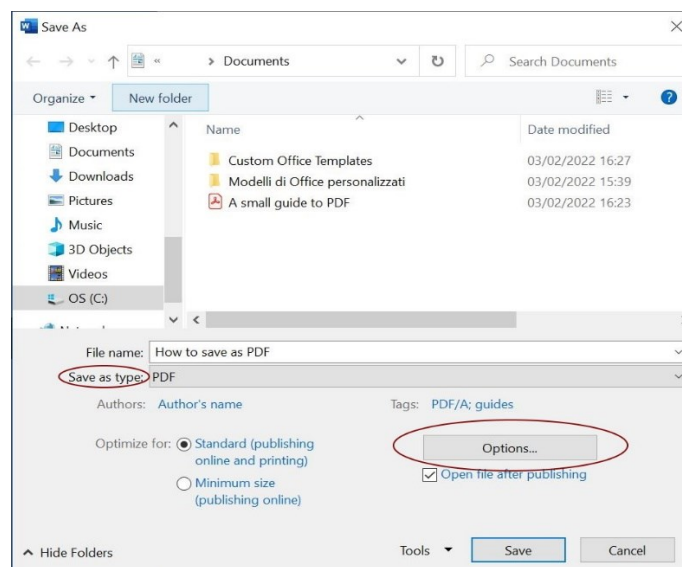 Save As
« > Documents
Search Documents
Organize
New folder
Desktop
Documents
Downloads
Pictures
Music
3D Objects
Videos
OS (C:)
Name
Date modified
Custom Office Templates
03/02/2022 16:27
Modelli di Office personalizzati
03/02/2022 15:39
A small guide to PDF
03/02/2022 16:23
File name: How to save as PDF
Save as type: PDF
Authors: Author's name
Tags: PDF/A; guides
Optimize for: Standard (publishing
online and printing)
Minimum size
(publishing online)
Options...
Open file after publishing
Hide Folders
Tools
Save
Cancel